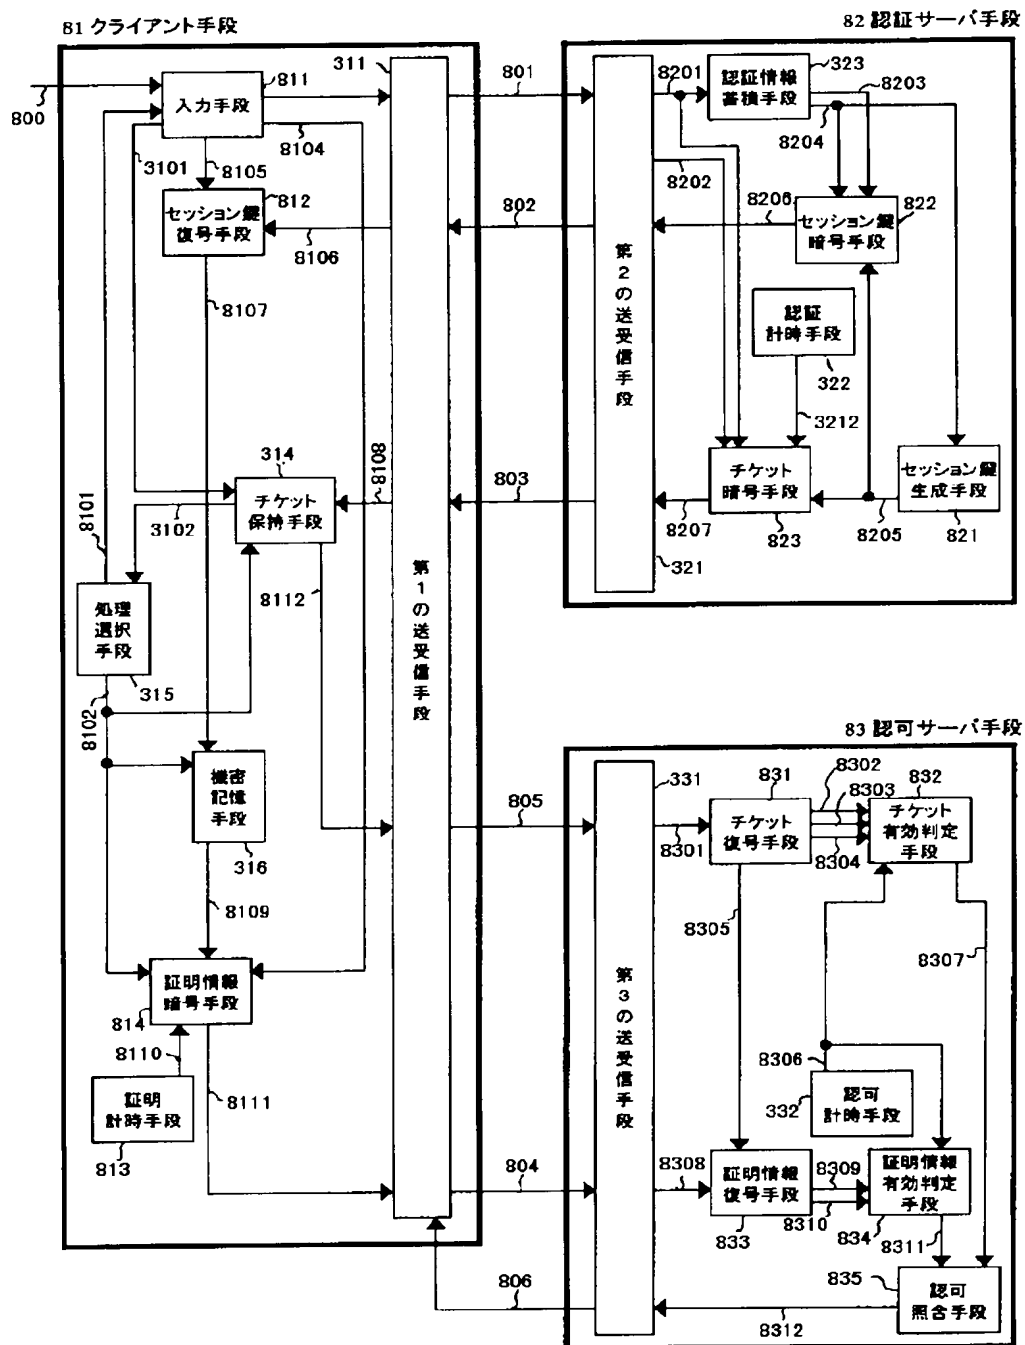 81 クライアント手段
82 認証サーバ手段
800
811
入力手段
311
801
8201
認証情報
蓄積手段
323
8203
8204
3101
8105
8104
8202
812
セッション鍵
復号手段
8106
802
8206
822
セッション鍵
暗号手段
8107
第2の送受信手段
認証
計時手段
322
3212
314
チケット
保持手段
8108
803
チケット
暗号手段
セッション鍵
生成手段
8101
3102
8207
823
8205
821
321
8112
第1の送受信手段
処理
選択
手段
315
8102
83 認可サーバ手段
機密
記憶
手段
316
805
331
831
8302
8303
832
8301
チケット
復号手段
8304
チケット
有効判定
手段
8109
8305
8307
証明情報
暗号手段
814
第3の送受信手段
8110
8306
証明
計時手段
813
8111
332
認可
計時手段
804
8308
証明情報
復号手段
8309
8310
証明情報
有効判定
手段
833
834
8311
806
835
認可
照合手段
8312